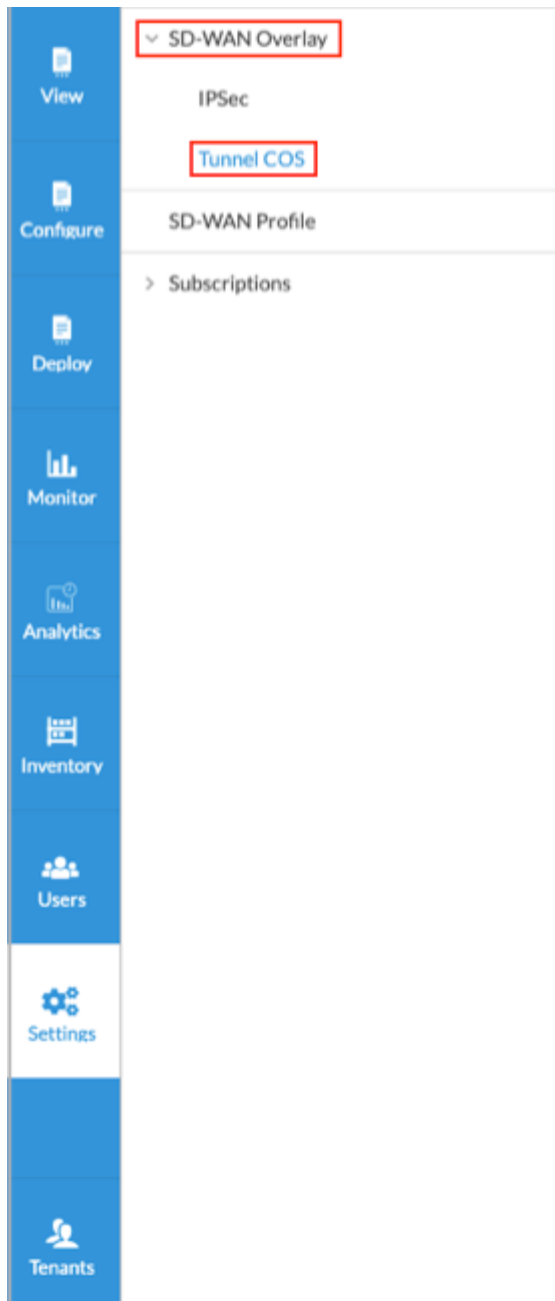 View
Configure
Deploy
Monitor
Analytics
Inventory
Users
Settings
Tenants
SD-WAN Overlay
IPSec
Tunnel COS
SD-WAN Profile
Subscriptions